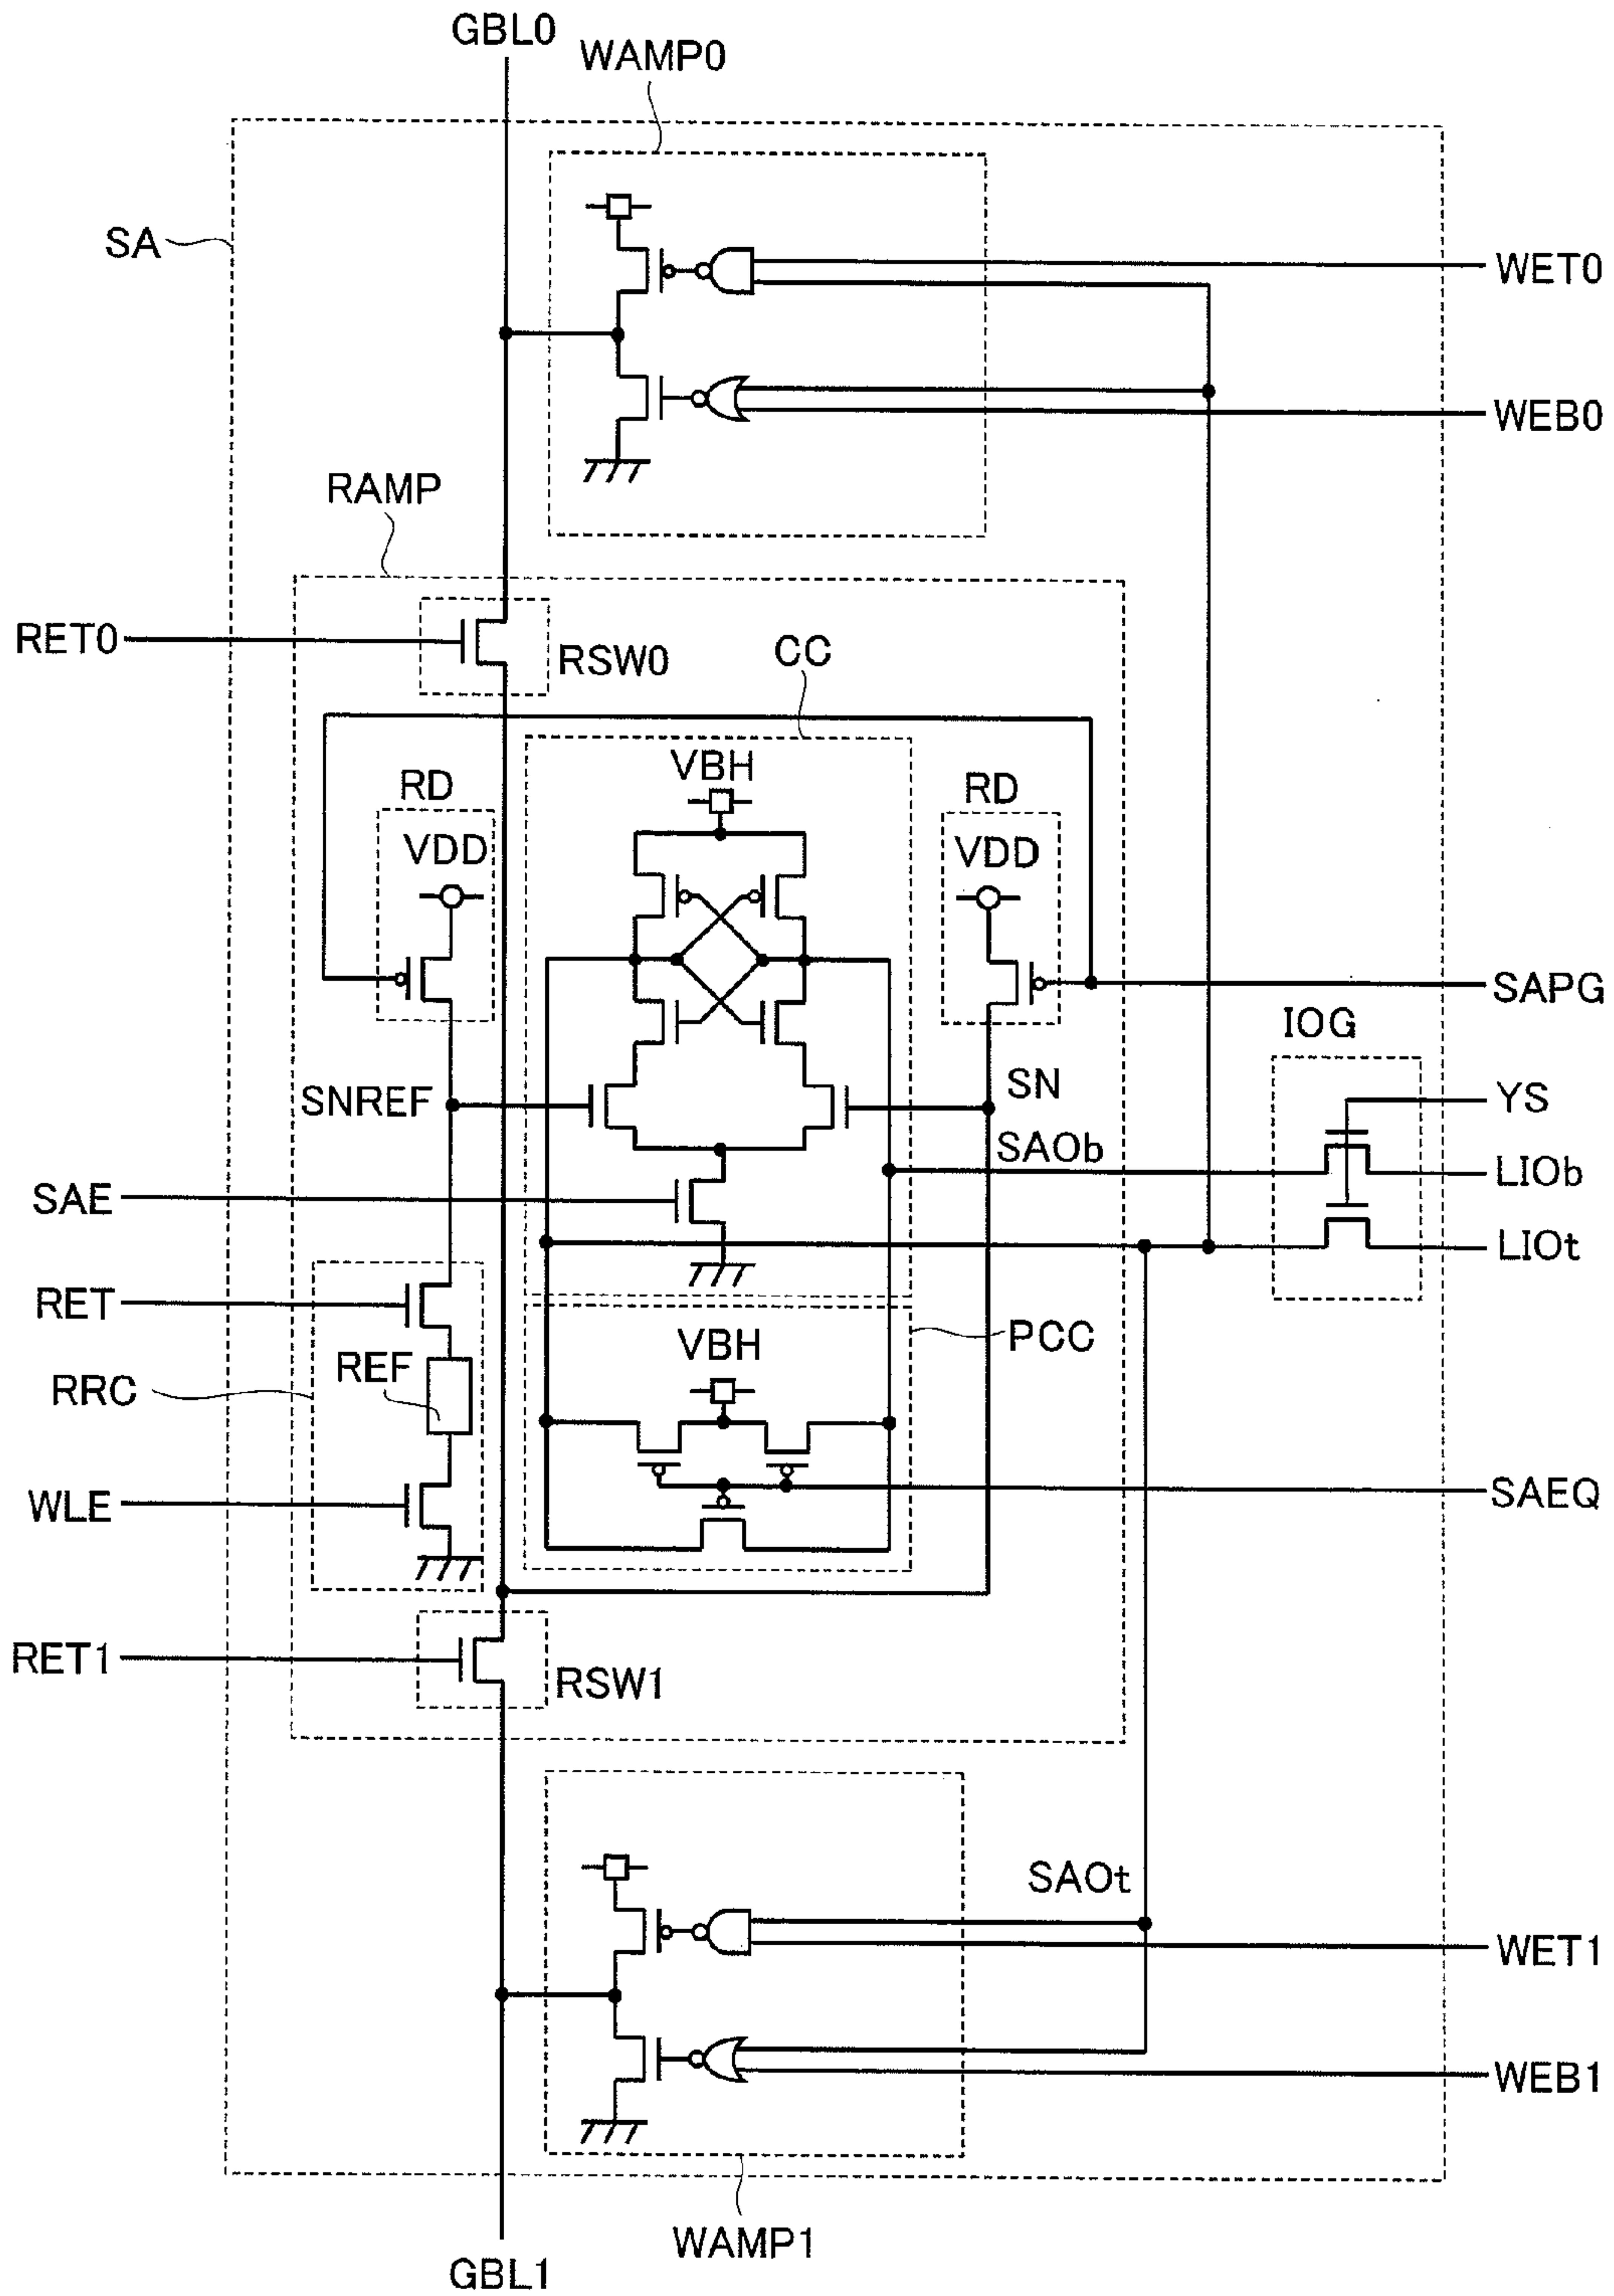 GBL0
WAMP0
SA
WET0
WEB0
RAMP
RET0
RSW0
CC
VBH
RD
RD
VDD
VDD
SAPG
IOG
SNREF
SN
YS
SAOb
LIOb
SAE
LIOt
RET
PCC
VBH
REF
RRC
WLE
SAEQ
RET1
RSW1
SAOt
WET1
WEB1
WAMP1
GBL1